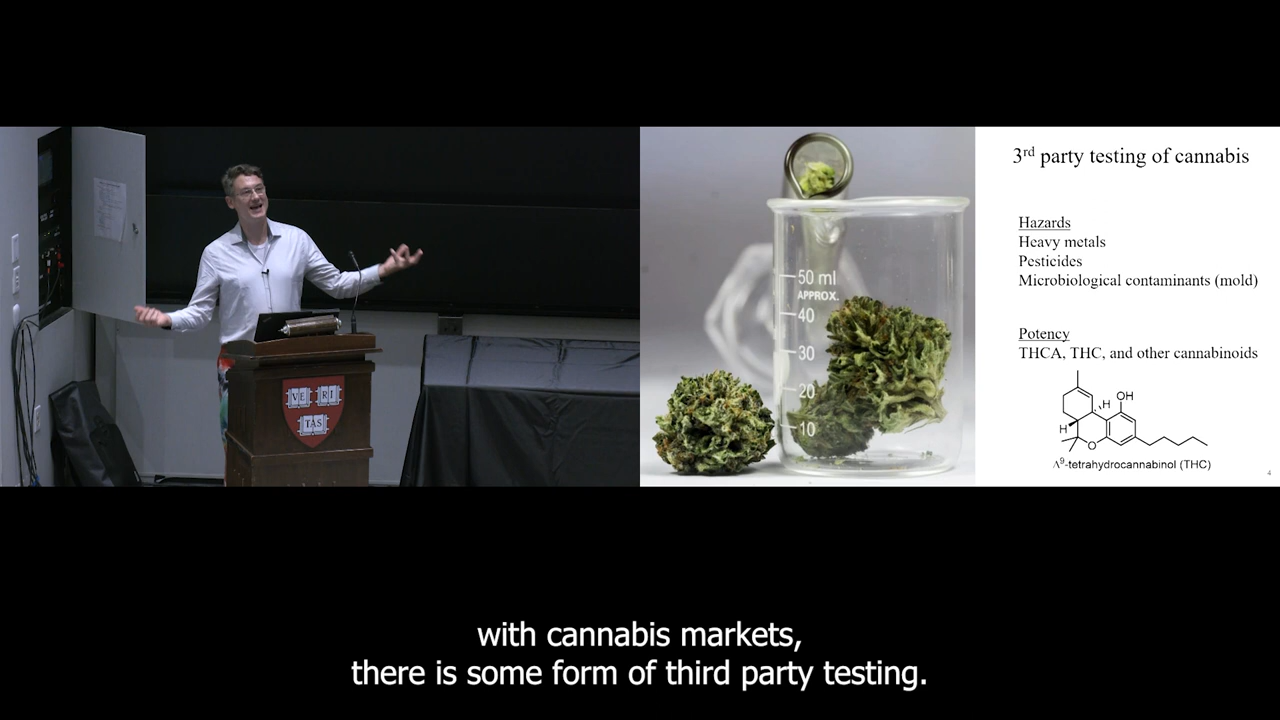 VE RI
TAS
50 ml
APPROX.
40
30
20
10
3rd party testing of cannabis
Hazards
Heavy metals
Pesticides
Microbiological contaminants (mold)
Potency
THCA, THC, and other cannabinoids
OH
H
H
O
Δ9-tetrahydrocannabinol (THC)
4
with cannabis markets,
there is some form of third party testing.